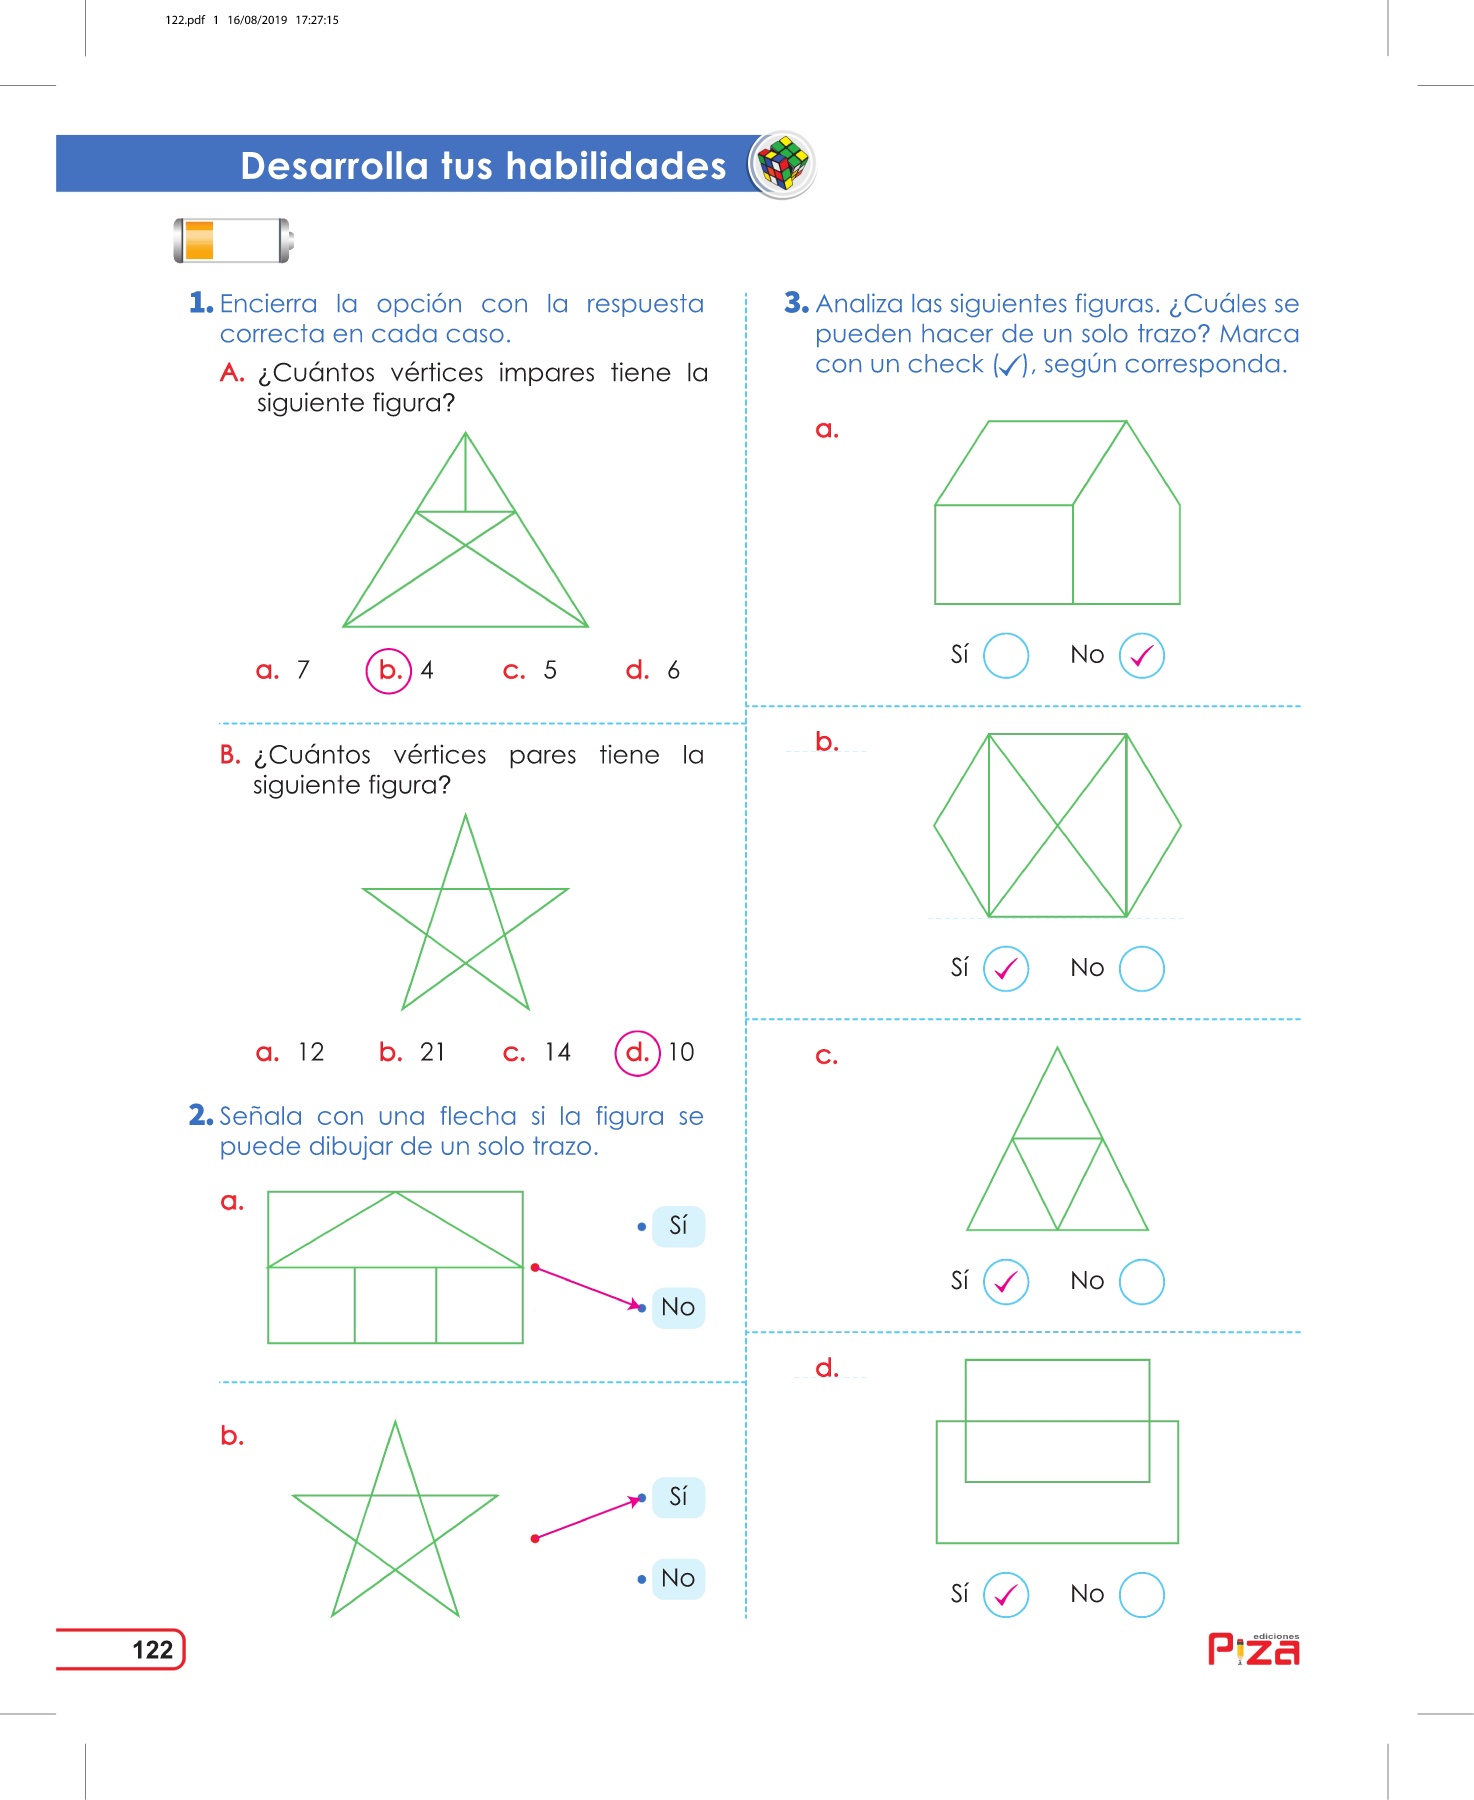 122.pdf 1 16/08/2019 17:27:15
Desarrolla tus habilidades
1. Encierra la opción con la respuesta
correcta en cada caso.
A. ¿Cuántos vértices impares tiene la
siguiente figura?
a. 7 b. 4 c. 5 d. 6
B. ¿Cuántos vértices pares tiene la
siguiente figura?
a. 12 b. 21 c. 14 d. 10
2. Señala con una flecha si la figura se
puede dibujar de un solo trazo.
a.
Sí
No
b.
Sí
No
3. Analiza las siguientes figuras. ¿Cuáles se
pueden hacer de un solo trazo? Marca
con un check (✓), según corresponda.
a.
Sí No ✓
b.
Sí ✓ No
c.
Sí ✓ No
d.
Sí ✓ No
122
ediciones
Piza